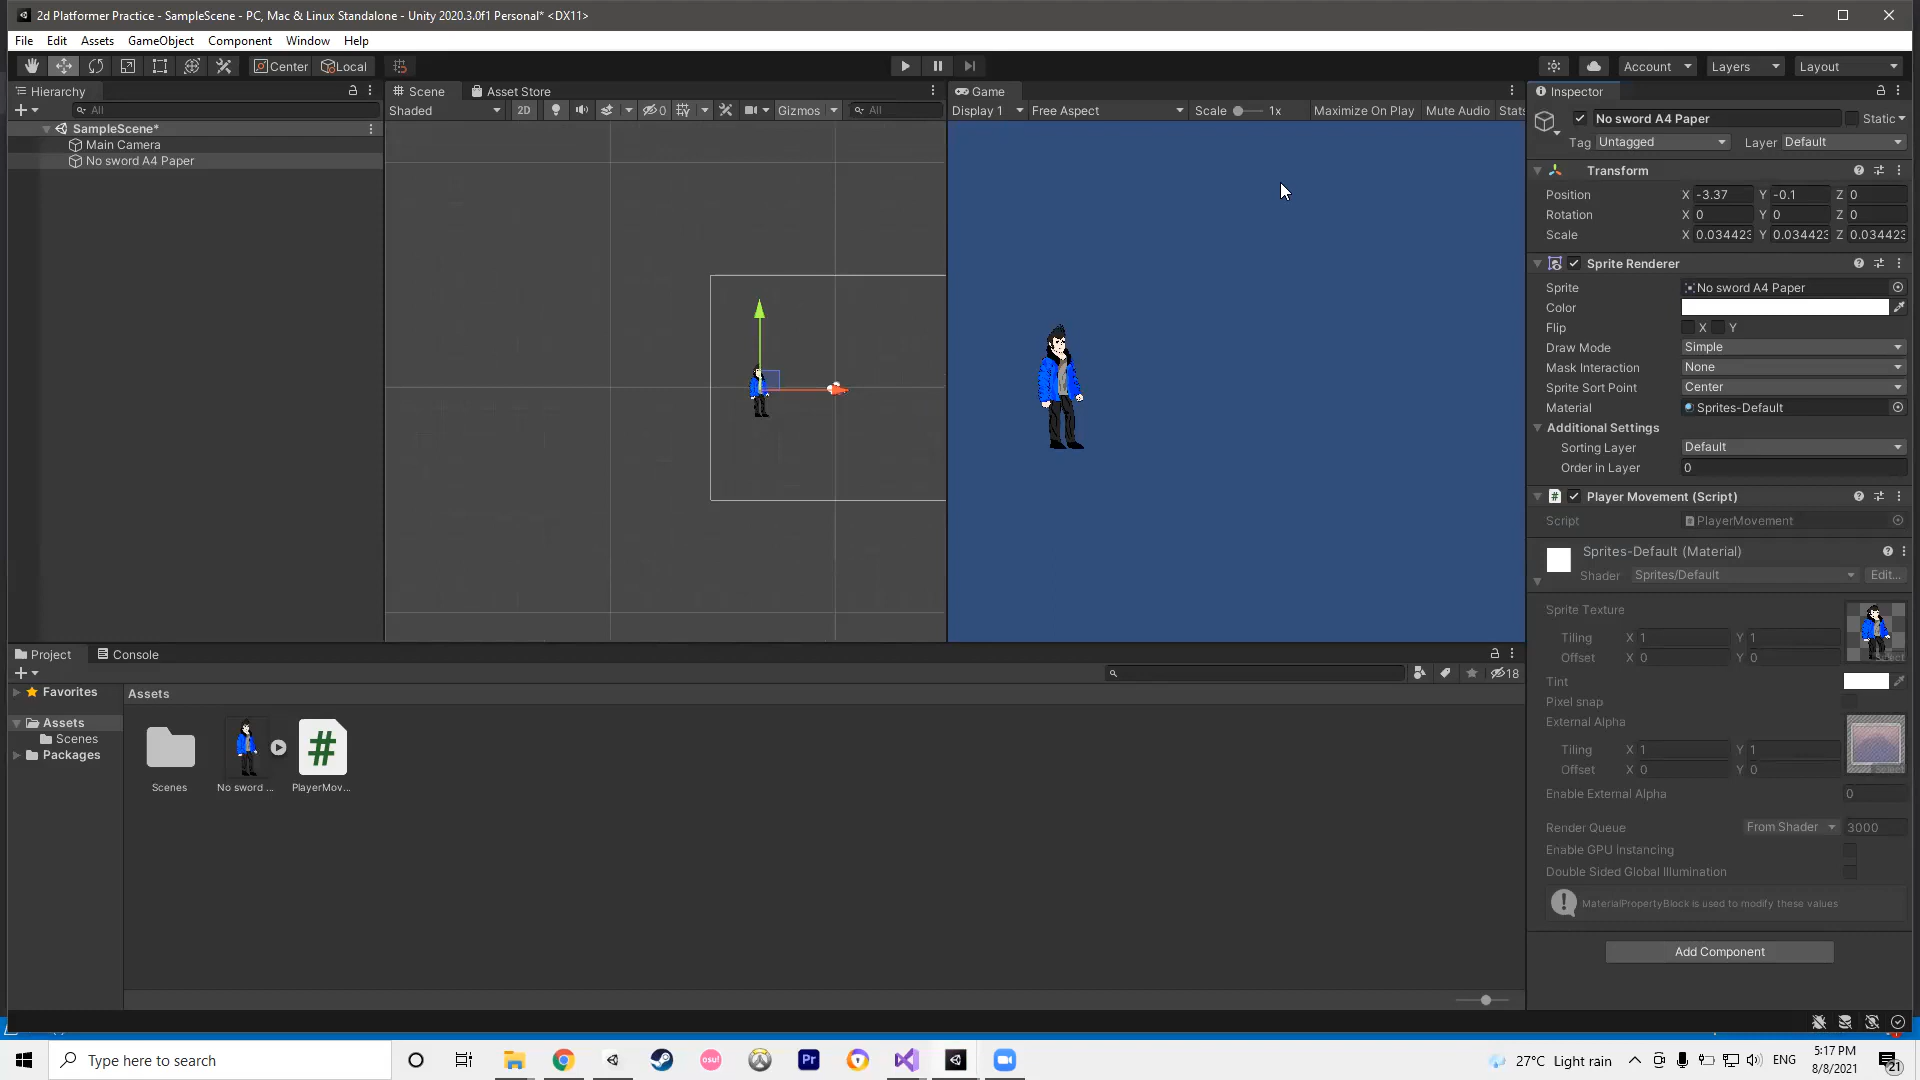 2d Platformer Practice - SampleScene - PC, Mac & Linux Standalone - Unity 2020.3.0f1 Personal* <DX11>
File Edit Assets GameObject Component Window Help
Center Local Account Layers Layout
Hierarchy Scene Asset Store Game Inspector
All Shaded 2D 0 Gizmos All Display 1 Free Aspect Scale 1x Maximize On Play Mute Audio Stats
SampleScene*
Main Camera
No sword A4 Paper
No sword A4 Paper Static
Tag Untagged Layer Default
Transform
Position X -3.37 Y -0.1 Z 0
Rotation X 0 Y 0 Z 0
Scale X 0.034423 Y 0.034423 Z 0.034423
Sprite Renderer
Sprite No sword A4 Paper
Color
Flip X Y
Draw Mode Simple
Mask Interaction None
Sprite Sort Point Center
Material Sprites-Default
Additional Settings
Sorting Layer Default
Order in Layer 0
# Player Movement (Script)
Script PlayerMovement
Sprites-Default (Material)
Shader Sprites/Default Edit...
Sprite Texture
Tiling X 1 Y 1
Offset X 0 Y 0
Select
Tint
Pixel snap
External Alpha
Tiling X 1 Y 1
Offset X 0 Y 0
Select
Enable External Alpha 0
Render Queue From Shader 3000
Enable GPU Instancing
Double Sided Global Illumination
MaterialPropertyBlock is used to modify these values
Add Component
Project Console
18
Favorites
Assets
Scenes
Packages
Assets
#
Scenes No sword ... PlayerMov...
Type here to search
osu!
Pr
27°C Light rain
ENG
5:17 PM
8/8/2021
21